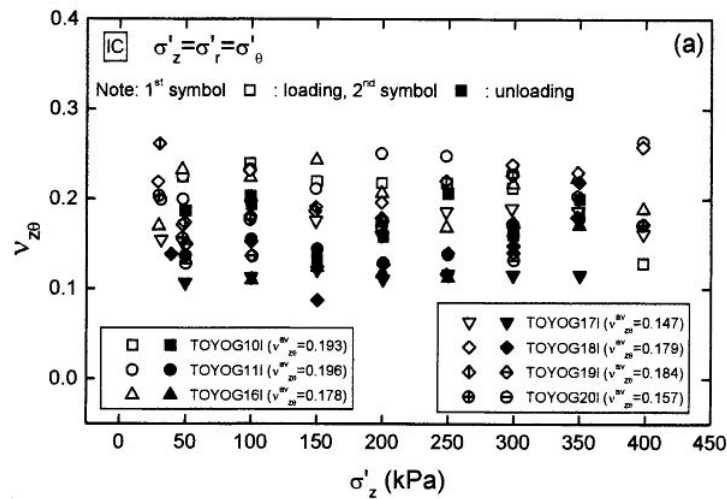 IC σ'z=σ'r=σ'θ (a)
Note: 1st symbol □ : loading, 2nd symbol ■ : unloading
0.4
0.3
0.2
0.1
0.0
νzθ
□ ■ TOYOG10I (νavzθ=0.193)
○ ● TOYOG11I (νavzθ=0.196)
△ ▲ TOYOG16I (νavzθ=0.178)
▽ ▼ TOYOG17I (νavzθ=0.147)
◇ ◆ TOYOG18I (νavzθ=0.179)
TOYOG19I (νavzθ=0.184)
⊕ ⊖ TOYOG20I (νavzθ=0.157)
0 50 100 150 200 250 300 350 400 450
σ'z (kPa)